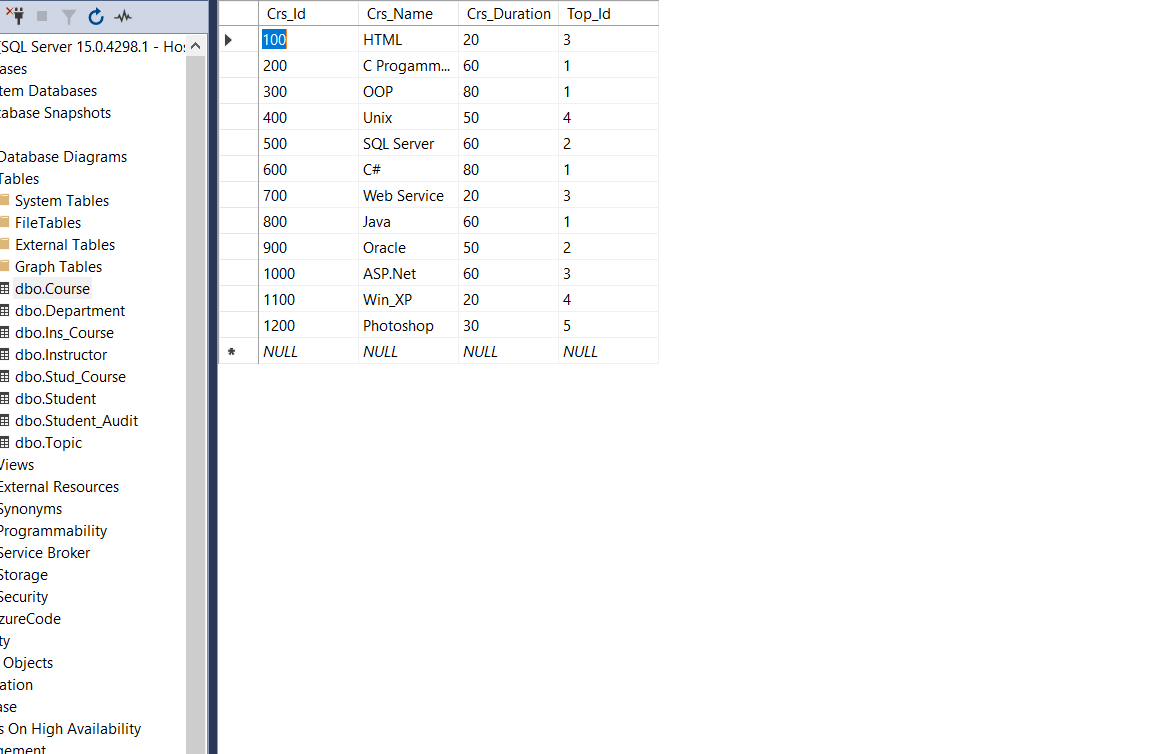 Crs_Id Crs_Name Crs_Duration Top_Id
100 HTML 20 3
200 C Progamm... 60 1
300 OOP 80 1
400 Unix 50 4
500 SQL Server 60 2
600 C# 80 1
700 Web Service 20 3
800 Java 60 1
900 Oracle 50 2
1000 ASP.Net 60 3
1100 Win_XP 20 4
1200 Photoshop 30 5
NULL NULL NULL NULL
(SQL Server 15.0.4298.1 - Hos
ases
tem Databases
tabase Snapshots
Database Diagrams
Tables
System Tables
FileTables
External Tables
Graph Tables
dbo.Course
dbo.Department
dbo.Ins_Course
dbo.Instructor
dbo.Stud_Course
dbo.Student
dbo.Student_Audit
dbo.Topic
Views
External Resources
Synonyms
Programmability
Service Broker
Storage
Security
zureCode
ty
Objects
ation
ase
s On High Availability
gement